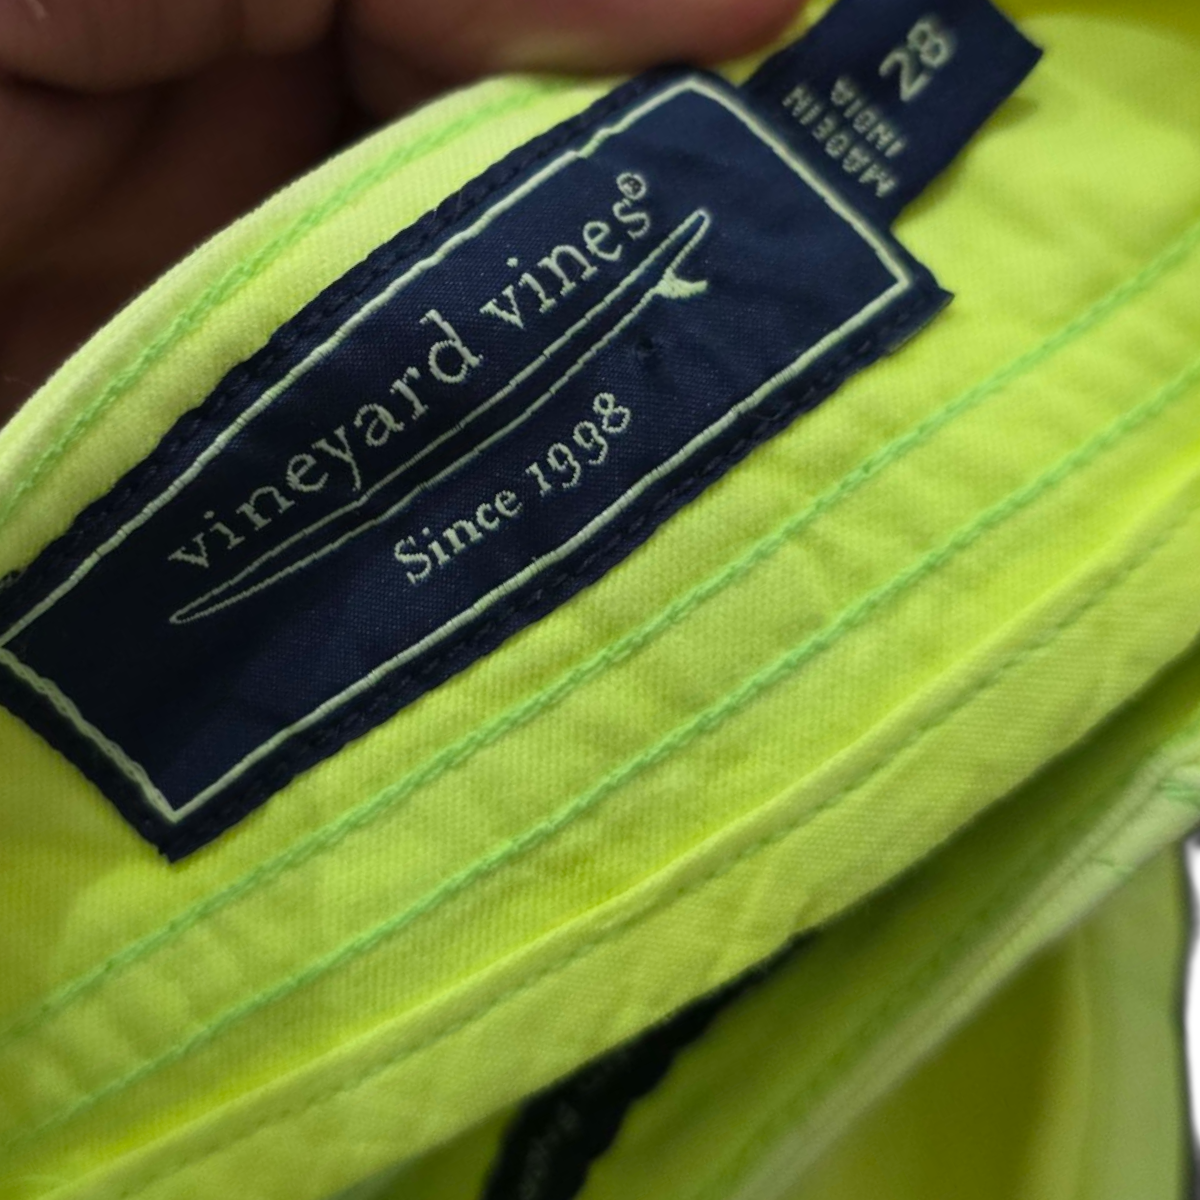 vineyard vines®
Since 1998
28
MADE IN
INDIA